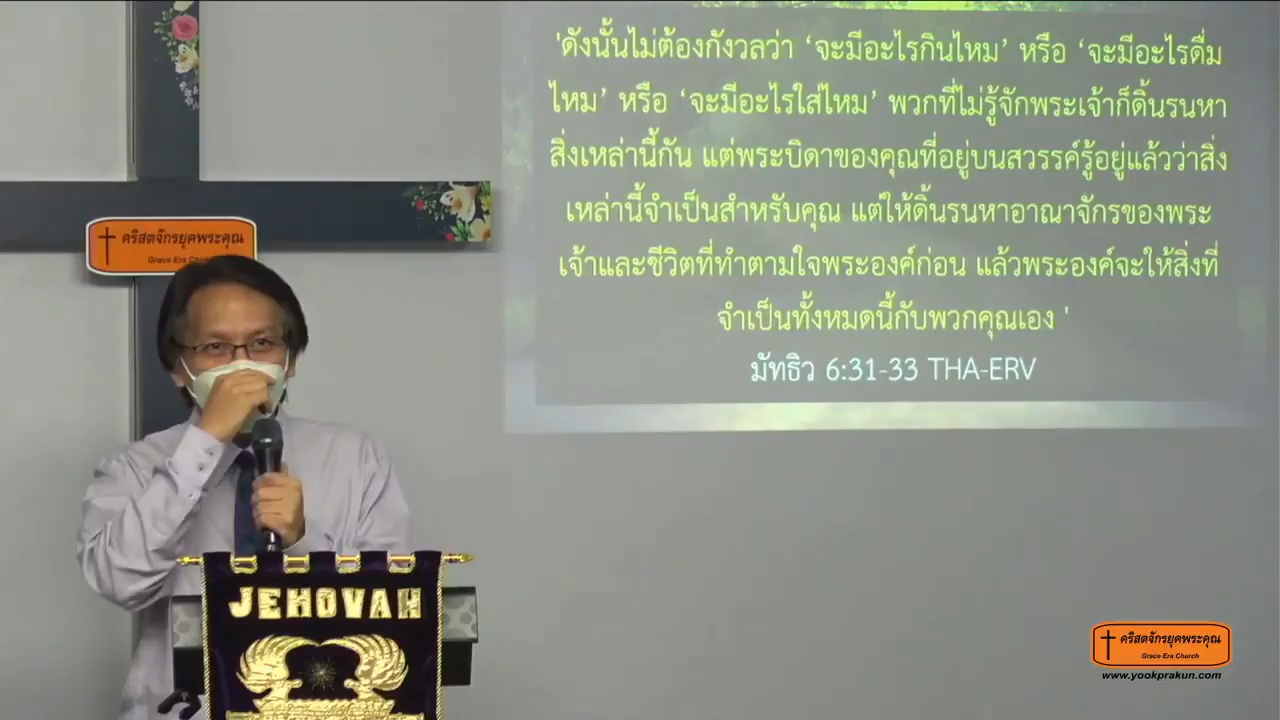 'ดังนั้นไม่ต้องกังวลว่า ‘จะมีอะไรกินไหม’ หรือ ‘จะมีอะไรดื่ม
ไหม’ หรือ ‘จะมีอะไรใส่ไหม’ พวกที่ไม่รู้จักพระเจ้าก็ดิ้นรนหา
สิ่งเหล่านี้กัน แต่พระบิดาของคุณที่อยู่บนสวรรค์รู้อยู่แล้วว่าสิ่ง
เหล่านี้จำเป็นสำหรับคุณ แต่ให้ดิ้นรนหาอาณาจักรของพระ
เจ้าและชีวิตที่ทำตามใจพระองค์ก่อน แล้วพระองค์จะให้สิ่งที่
จำเป็นทั้งหมดนี้กับพวกคุณเอง '
มัทธิว 6:31-33 THA-ERV
คริสตจักรยุคพระคุณ
Grace Era
JEHOVAH
คริสตจักรยุคพระคุณ
Grace Era Church
www.yookprakun.com